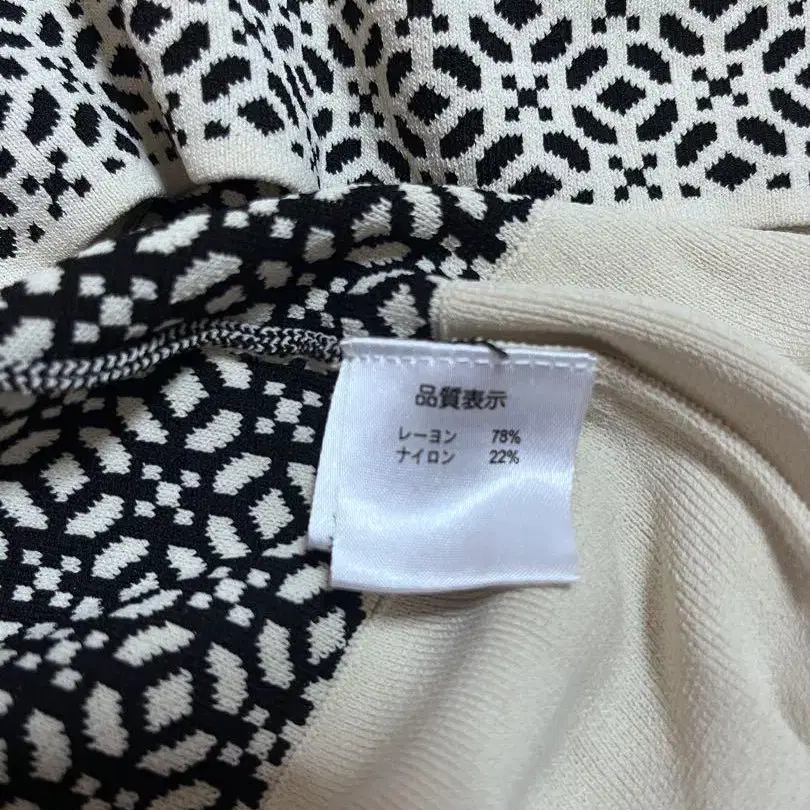 品質表示
レーヨン 78%
ナイロン 22%